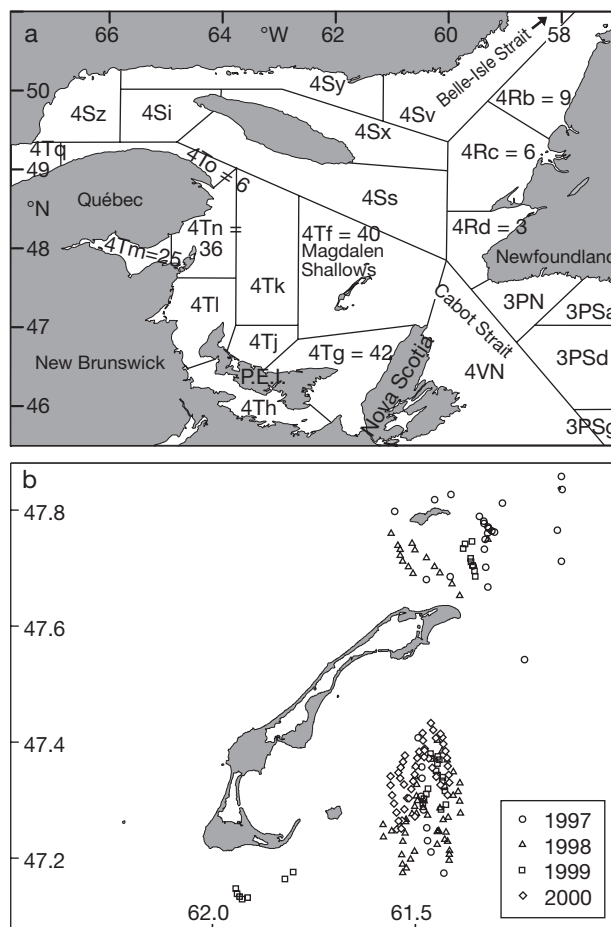 a
66 64 °W 62 60 58
Belle-Isle Strait
50
4Sy
4Sz
4Si
4Sv
4Rb = 9
4Sx
4Tq
4To = 6
4Rc = 6
49
4Ss
°N
Québec
4Tn = 36
4Tf = 40
4Rd = 3
48
4Tm=25
Magdalen
Shallows
Newfoundland
4Tk
3PN
4Tl
Cabot Strait
3PSa
47
4Tj
4Tg = 42
New Brunswick
P.E.I.
4VN
3PSd
Nova Scotia
46
4Th
3PSg
b
47.8
47.6
47.4
47.2
1997
1998
1999
2000
62.0 61.5